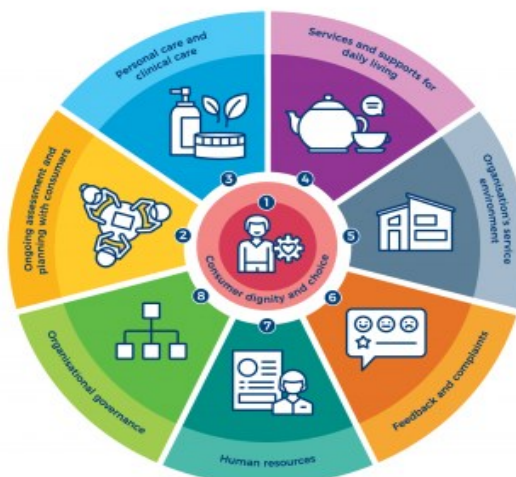 1
Consumer dignity and choice
2
Ongoing assessment and
planning with consumers
3
Personal care and
clinical care
4
Services and supports for
daily living
5
Organisation's service
environment
6
Feedback and complaints
7
Human resources
8
Organisational governance